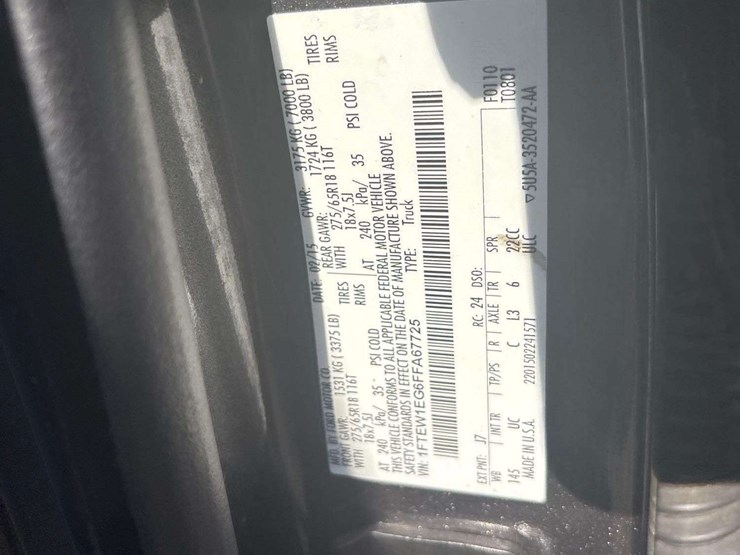 MFD. BY FORD MOTOR CO.
DATE: 02/15 GVWR: 3175 KG ( 7000 LB)
FRONT GAWR: 1531 KG ( 3375 LB) REAR GAWR: 1724 KG ( 3800 LB)
WITH 275/65R18 116T TIRES WITH 275/65R18 116T TIRES
18x7.5J RIMS 18x7.5J RIMS
AT 240 kPa/ 35 PSI COLD AT 240 kPa/ 35 PSI COLD
THIS VEHICLE CONFORMS TO ALL APPLICABLE FEDERAL MOTOR VEHICLE
SAFETY STANDARDS IN EFFECT ON THE DATE OF MANUFACTURE SHOWN ABOVE.
VIN: 1FTEW1EG6FFA67725 TYPE: Truck
EXT PNT: J7 RC: 24 DSO: F0110
WB INT TR TP/PS R AXLE TR SPR T0801
145 UC C L3 6 22CC
MADE IN U.S.A. 220150224157 ULC 5U5A-3520472-AA